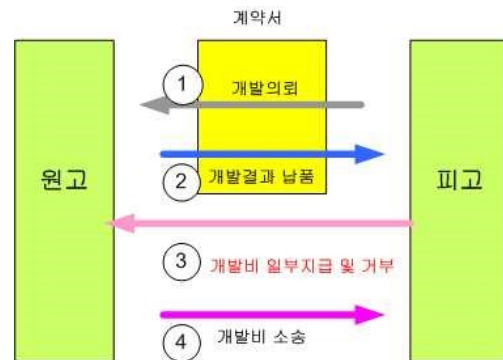 계약서
1
개발의뢰
원고
피고
2
개발결과 납품
3
개발비 일부지급 및 거부
4
개발비 소송